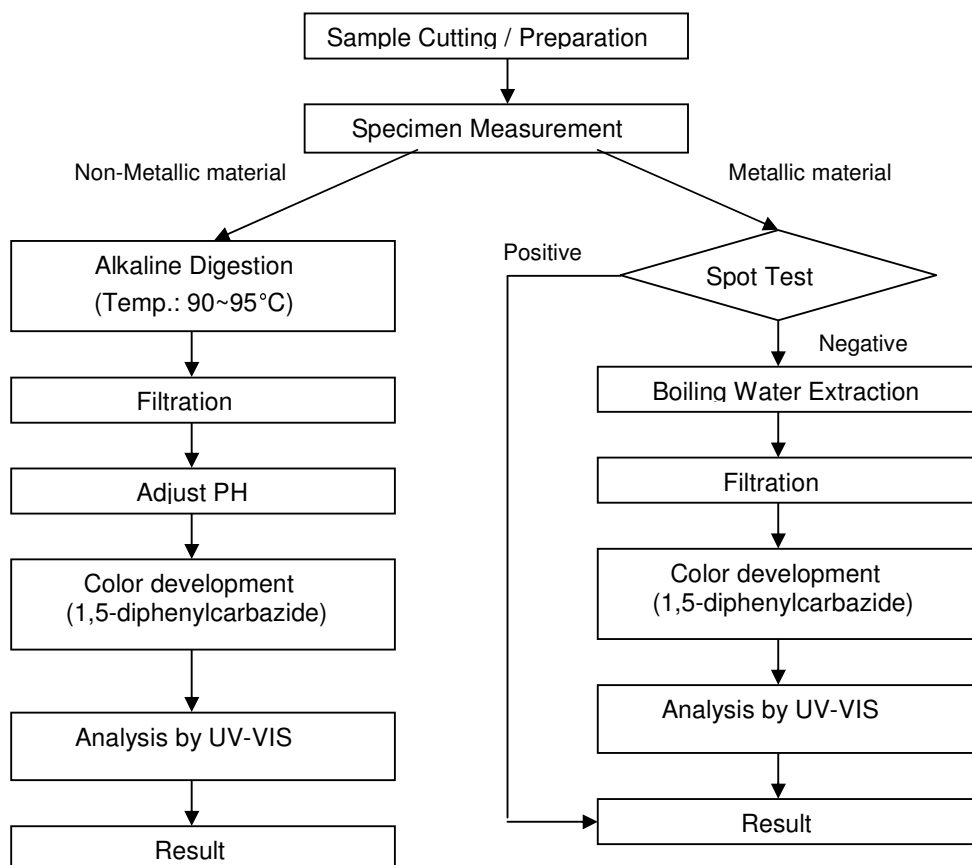 Sample Cutting / Preparation
Specimen Measurement
Non-Metallic material
Metallic material
Alkaline Digestion
(Temp.: 90~95°C)
Filtration
Adjust PH
Color development
(1,5-diphenylcarbazide)
Analysis by UV-VIS
Result
Positive
Spot Test
Negative
Boiling Water Extraction
Filtration
Color development
(1,5-diphenylcarbazide)
Analysis by UV-VIS
Result